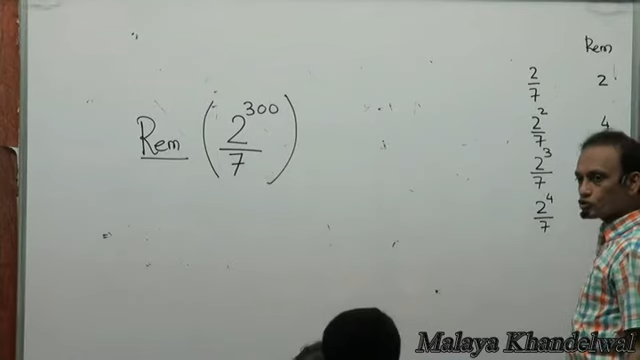 Rem (2^300/7)
Rem
2/7 2
2^2/7 4
2^3/7
2^4/7
Malaya Khandelwal